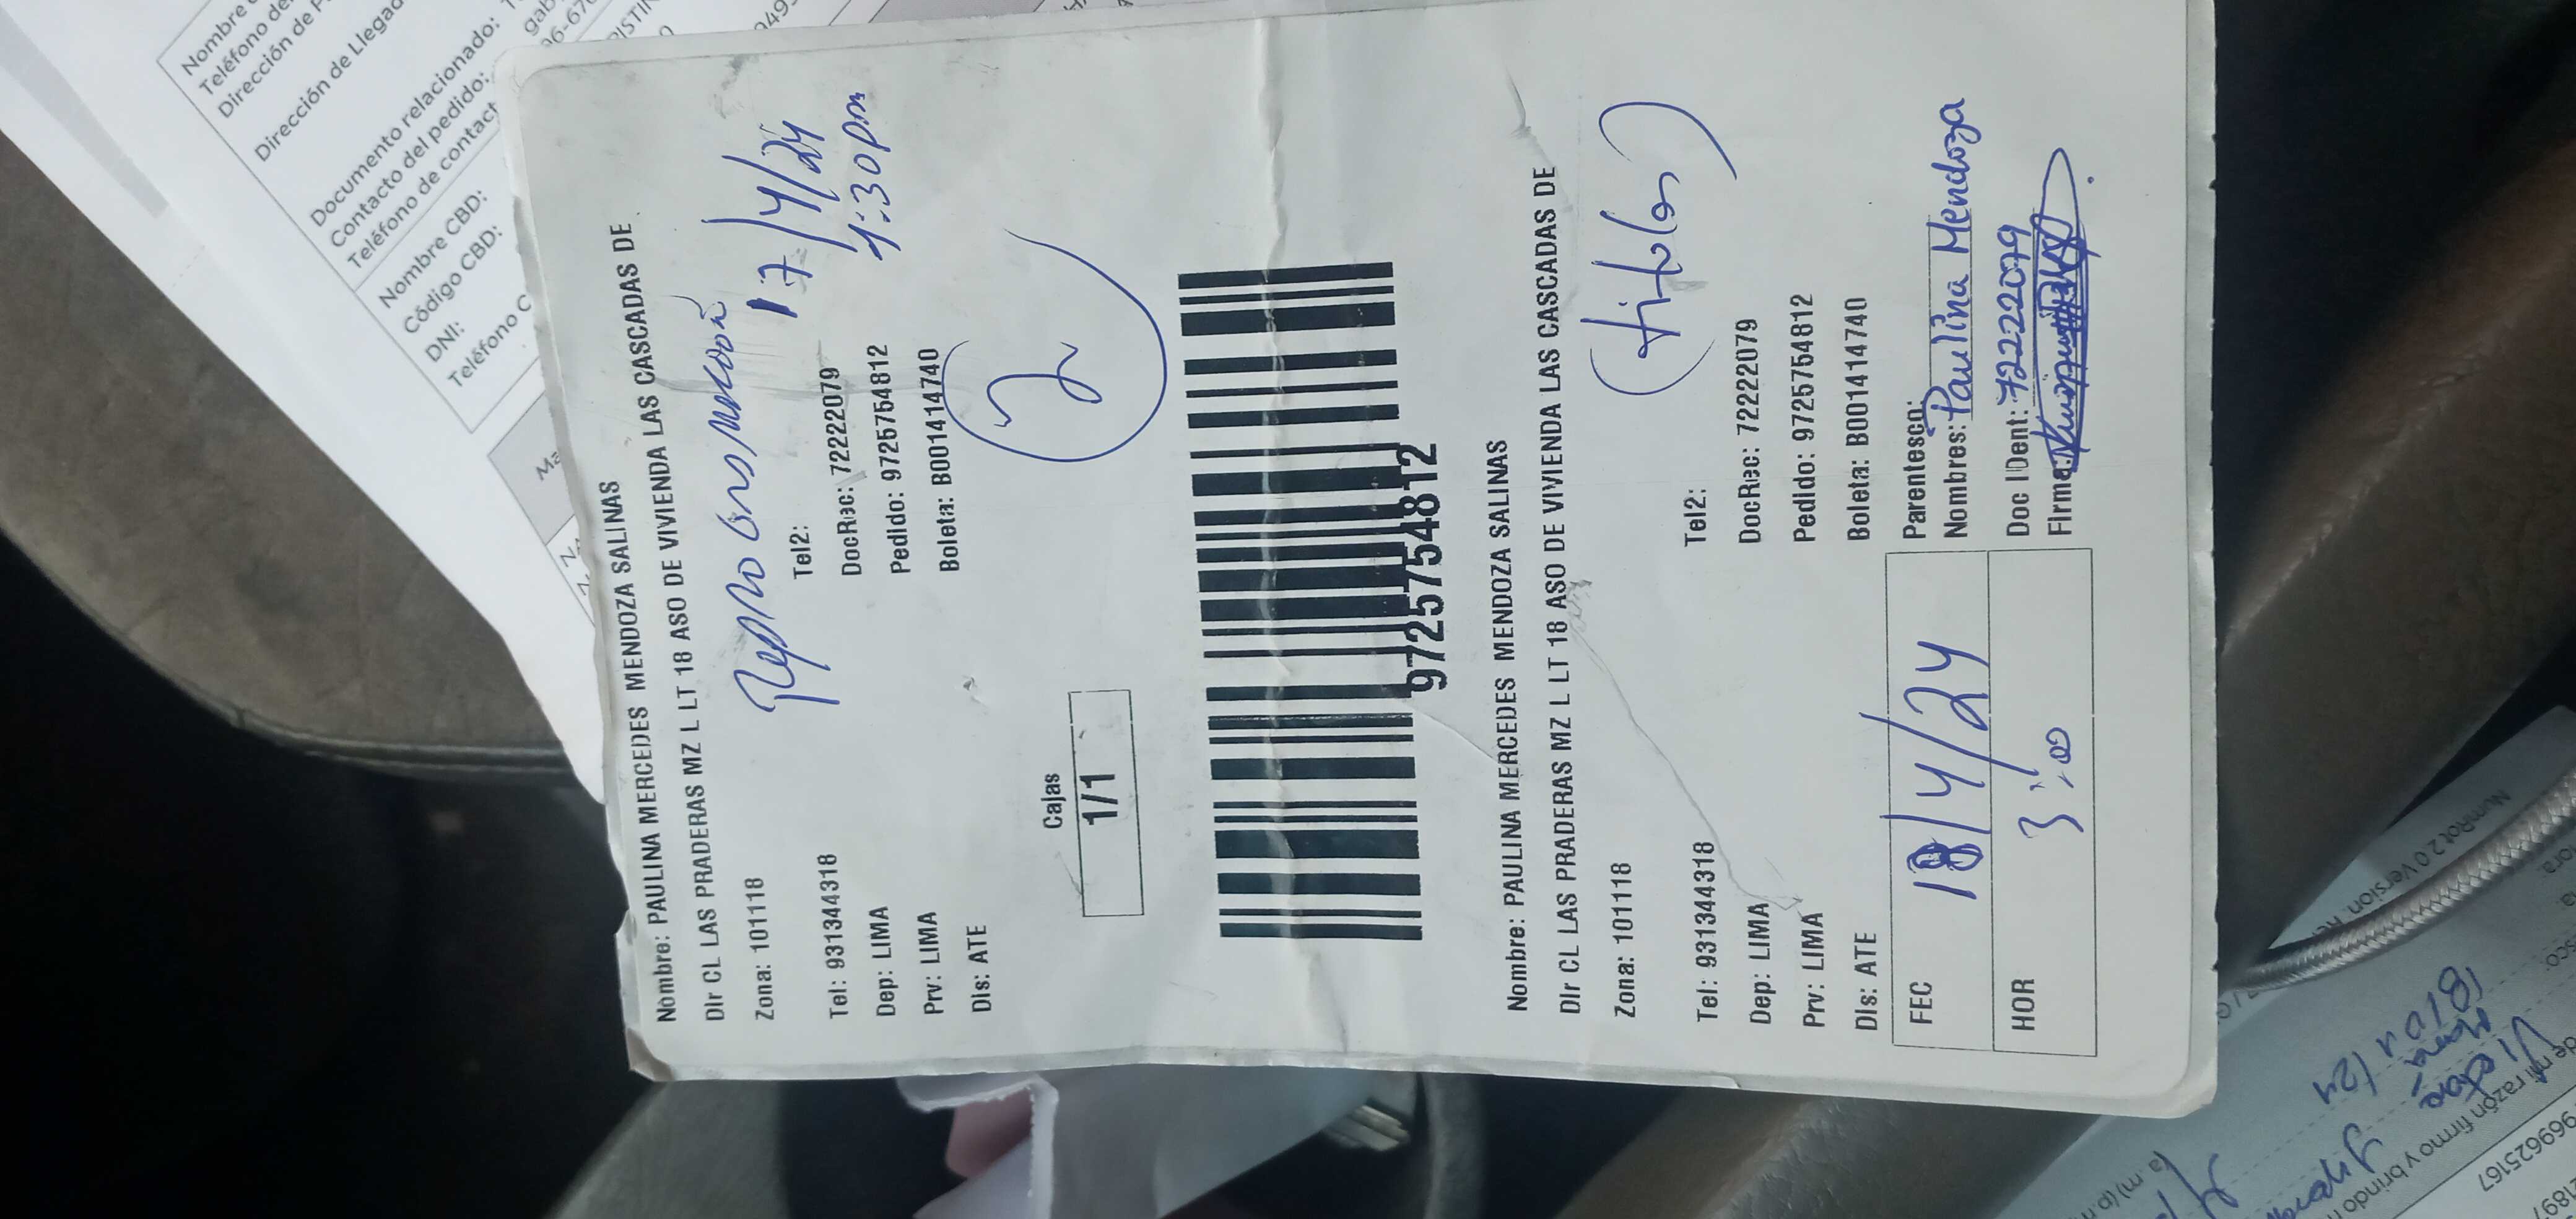 Nombre: PAULINA MERCEDES MENDOZA SALINAS
DIr CL LAS PRADERAS MZ L LT 18 ASO DE VIVIENDA LAS CASCADAS DE
Zona: 101118
17/4/24
1:30pm
Tel: 931344318
Tel2:
Dep: LIMA
DocRec: 72222079
Prv: LIMA
Pedido: 9725754812
DIs: ATE
Boleta: B001414740
Cajas
1/1
2
9725754812
Nombre: PAULINA MERCEDES MENDOZA SALINAS
DIr CL LAS PRADERAS MZ L LT 18 ASO DE VIVIENDA LAS CASCADAS DE
Zona: 101118
(titular)
Tel: 931344318
Tel2:
Dep: LIMA
DocRec: 72222079
Prv: LIMA
Pedido: 9725754812
DIs: ATE
Boleta: B001414740
FEC 18/4/24
HOR 3:00
Parentesco:
Nombres: Paulina Mendoza
Doc IDent: 72222079
FIrma:
Dirección de Llegad
Documento relacionado:
Contacto del pedido:
Teléfono de contact
Nombre CBD:
Código CBD:
DNI:
Teléfono C